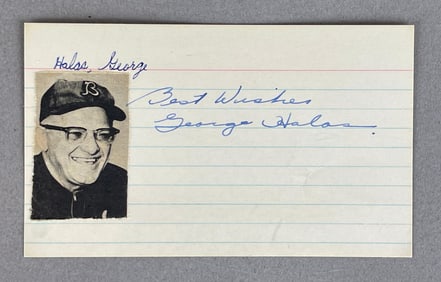 Halas, George
B
Best Wishes
George Halas